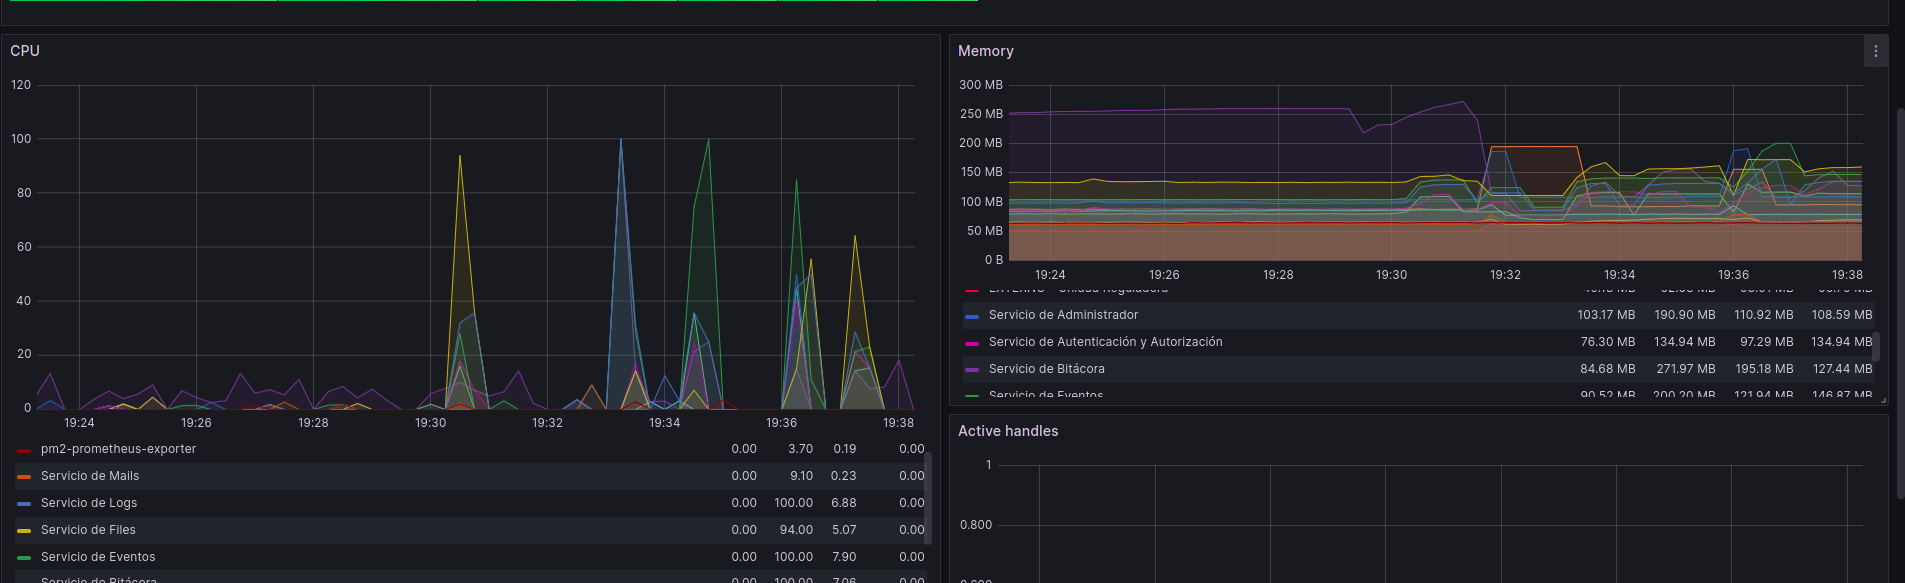 CPU
120
100
80
60
40
20
0
19:24 19:26 19:28 19:30 19:32 19:34 19:36 19:38
pm2-prometheus-exporter 0.00 3.70 0.19 0.00
Servicio de Mails 0.00 9.10 0.23 0.00
Servicio de Logs 0.00 100.00 6.88 0.00
Servicio de Files 0.00 94.00 5.07 0.00
Servicio de Eventos 0.00 100.00 7.90 0.00
Servicio de Bitácora 0.00 100.00 7.06 0.00
Memory
300 MB
250 MB
200 MB
150 MB
100 MB
50 MB
0 B
19:24 19:26 19:28 19:30 19:32 19:34 19:36 19:38
EXTERNO - Unidad Reguladora
Servicio de Administrador 103.17 MB 190.90 MB 110.92 MB 108.59 MB
Servicio de Autenticación y Autorización 76.30 MB 134.94 MB 97.29 MB 134.94 MB
Servicio de Bitácora 84.68 MB 271.97 MB 195.18 MB 127.44 MB
Servicio de Eventos 90.52 MB 200.20 MB 121.94 MB 146.87 MB
Active handles
1
0.800
0.600